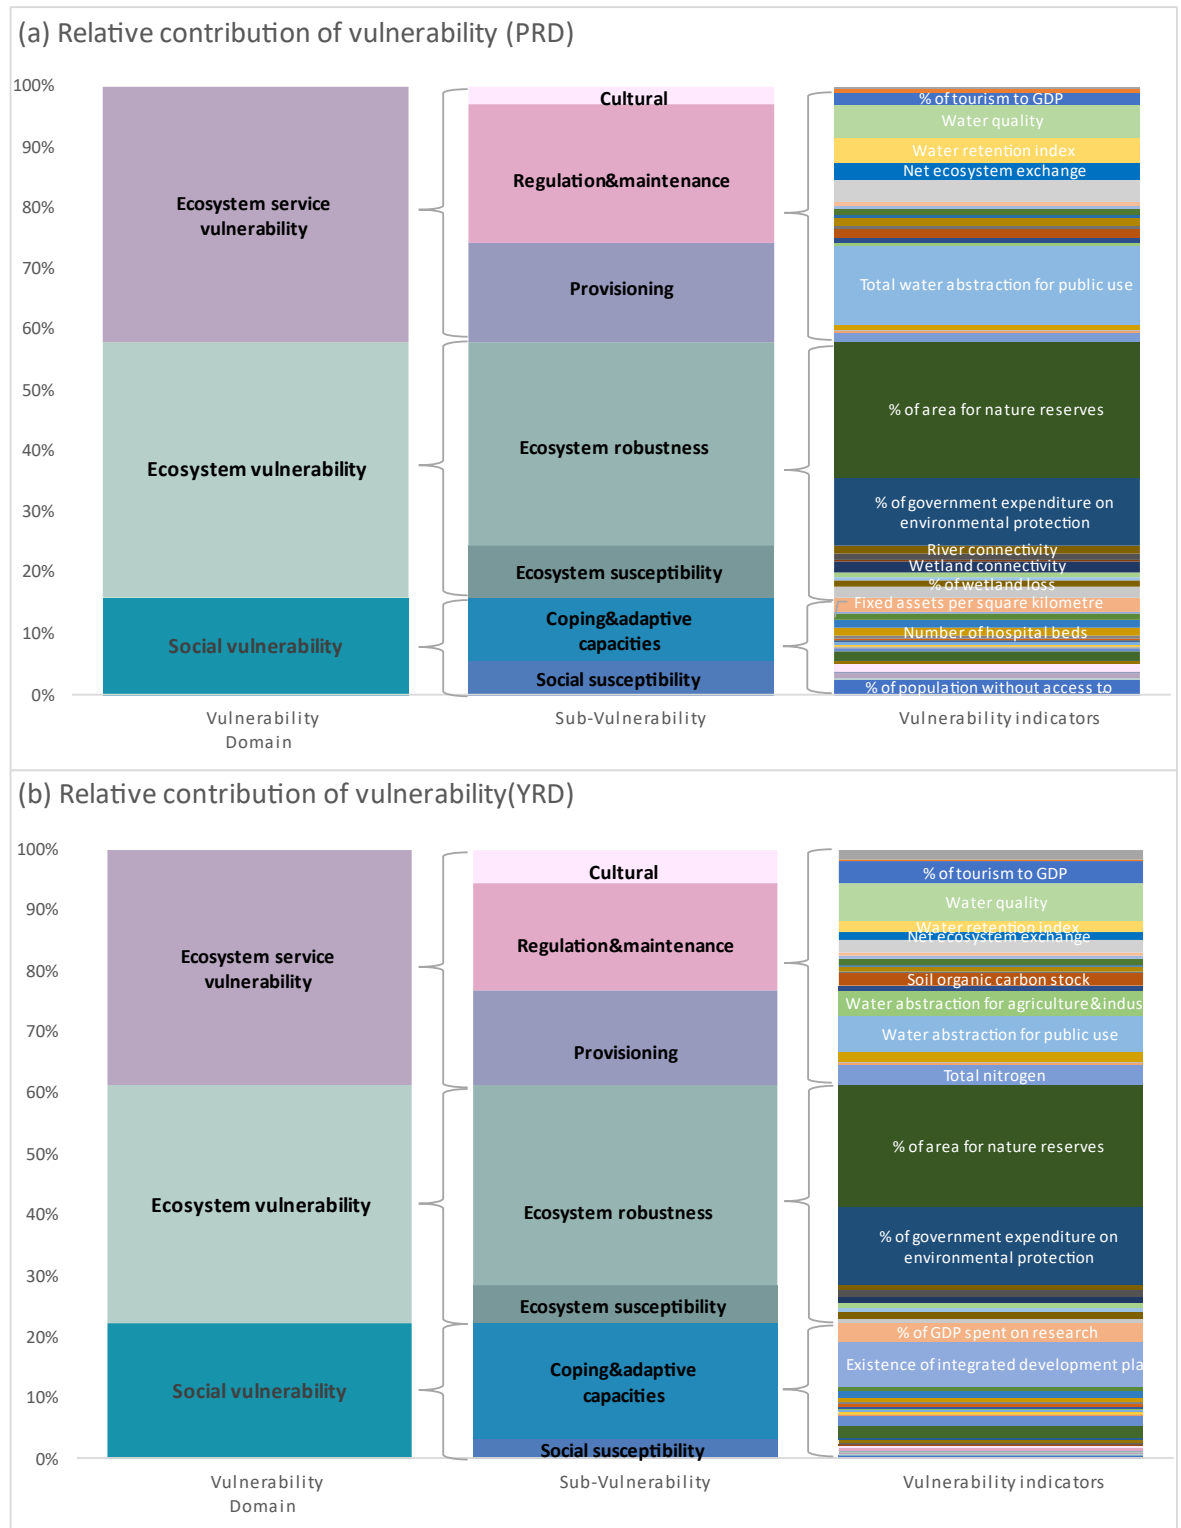 (a) Relative contribution of vulnerability (PRD)
100%
90%
80%
70%
60%
50%
40%
30%
20%
10%
0%
Ecosystem service
vulnerability
Ecosystem vulnerability
Social vulnerability
Cultural
Regulation&maintenance
Provisioning
Ecosystem robustness
Ecosystem susceptibility
Coping&adaptive
capacities
Social susceptibility
% of tourism to GDP
Water quality
Water retention index
Net ecosystem exchange
Total water abstraction for public use
% of area for nature reserves
% of government expenditure on
environmental protection
River connectivity
Wetland connectivity
% of wetland loss
Fixed assets per square kilometre
Number of hospital beds
% of population without access to
Vulnerability
Domain
Sub-Vulnerability
Vulnerability indicators
(b) Relative contribution of vulnerability(YRD)
100%
90%
80%
70%
60%
50%
40%
30%
20%
10%
0%
Ecosystem service
vulnerability
Ecosystem vulnerability
Social vulnerability
Cultural
Regulation&maintenance
Provisioning
Ecosystem robustness
Ecosystem susceptibility
Coping&adaptive
capacities
Social susceptibility
% of tourism to GDP
Water quality
Water retention index
Net ecosystem exchange
Soil organic carbon stock
Water abstraction for agriculture&indus
Water abstraction for public use
Total nitrogen
% of area for nature reserves
% of government expenditure on
environmental protection
% of GDP spent on research
Existence of integrated development pla
Vulnerability
Domain
Sub-Vulnerability
Vulnerability indicators